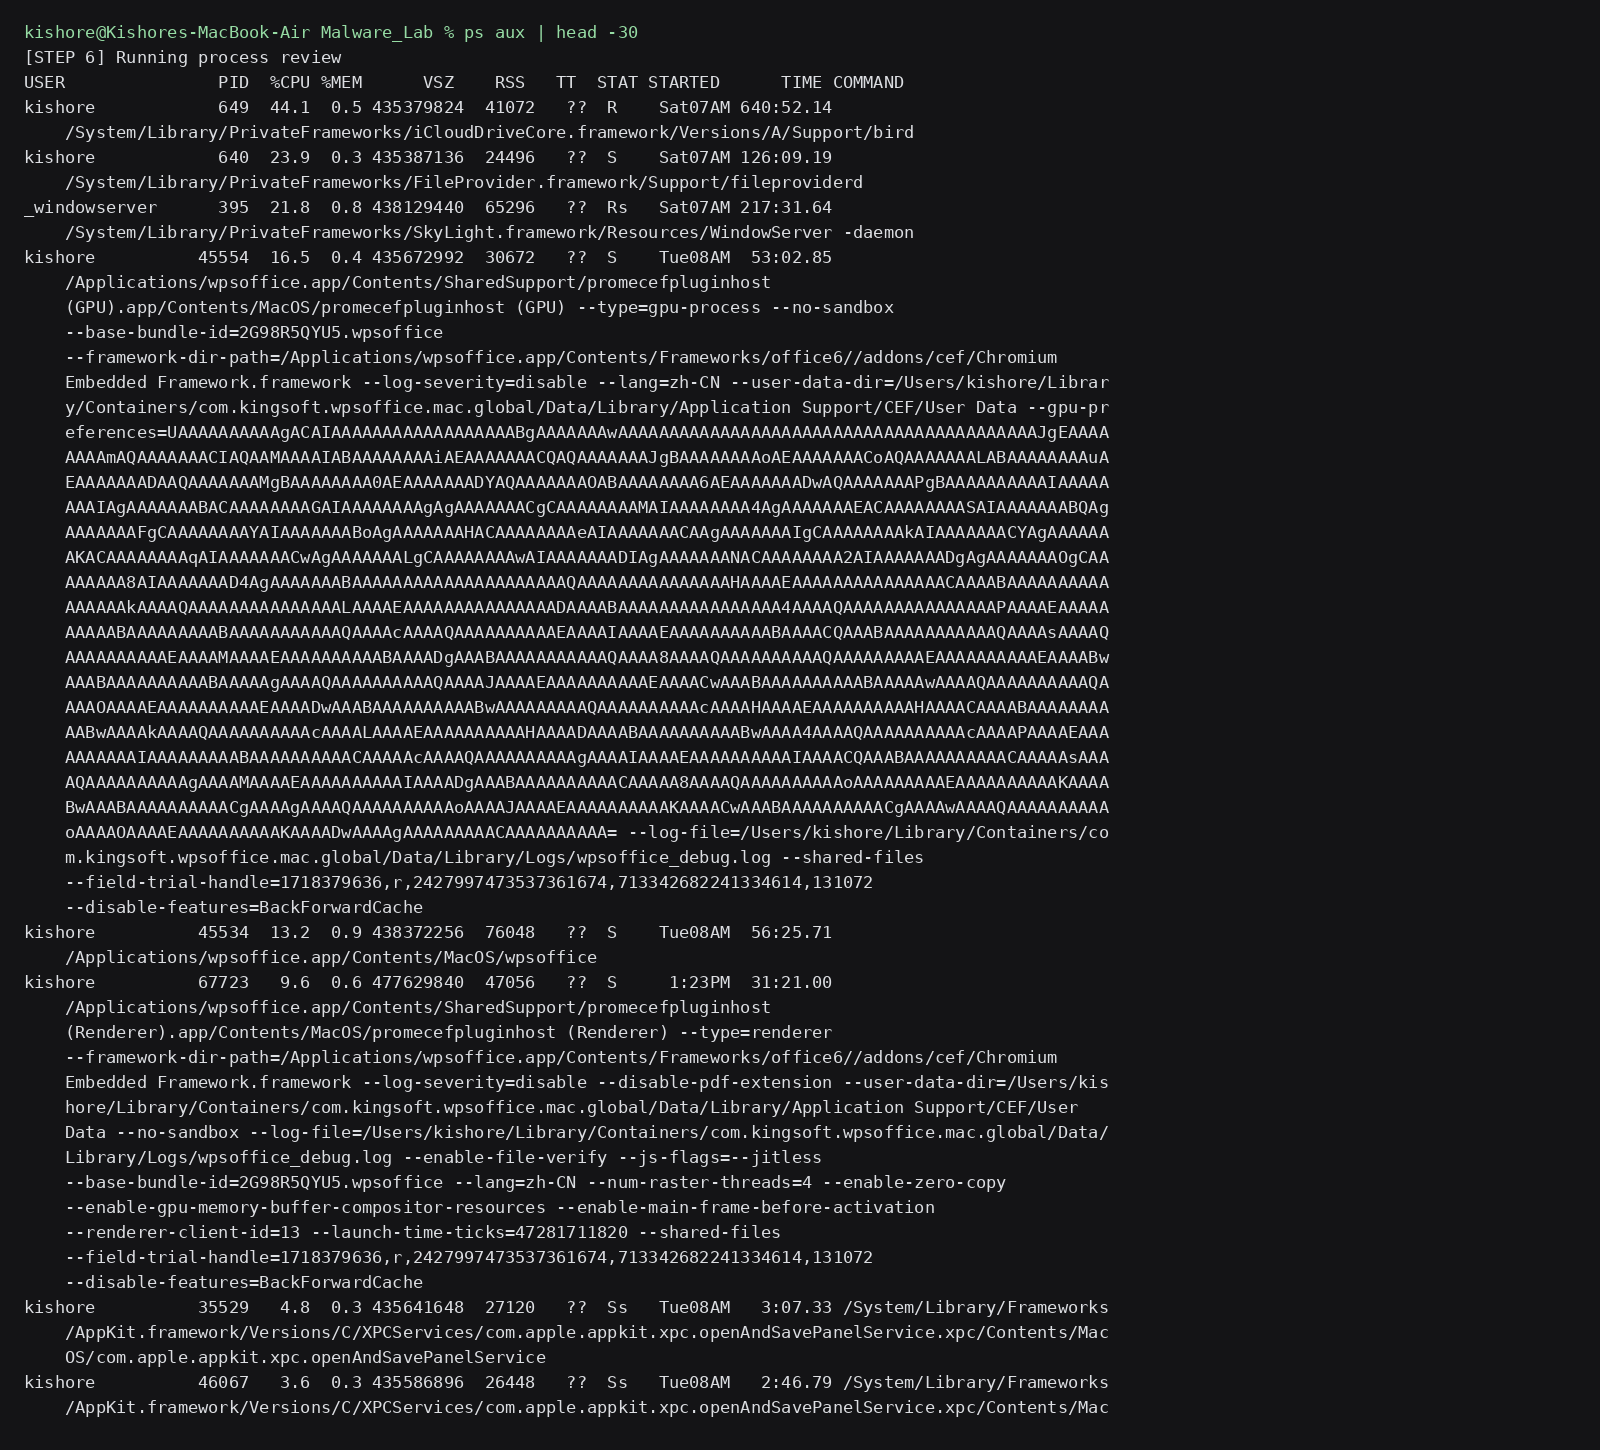 kishore@Kishores-MacBook-Air Malware_Lab % ps aux | head -30
[STEP 6] Running process review
USER               PID  %CPU %MEM      VSZ    RSS   TT  STAT STARTED      TIME COMMAND
kishore            649  44.1  0.5 435379824  41072   ??  R    Sat07AM 640:52.14
    /System/Library/PrivateFrameworks/iCloudDriveCore.framework/Versions/A/Support/bird
kishore            640  23.9  0.3 435387136  24496   ??  S    Sat07AM 126:09.19
    /System/Library/PrivateFrameworks/FileProvider.framework/Support/fileproviderd
_windowserver      395  21.8  0.8 438129440  65296   ??  Rs   Sat07AM 217:31.64
    /System/Library/PrivateFrameworks/SkyLight.framework/Resources/WindowServer -daemon
kishore          45554  16.5  0.4 435672992  30672   ??  S    Tue08AM  53:02.85
    /Applications/wpsoffice.app/Contents/SharedSupport/promecefpluginhost
    (GPU).app/Contents/MacOS/promecefpluginhost (GPU) --type=gpu-process --no-sandbox
    --base-bundle-id=2G98R5QYU5.wpsoffice
    --framework-dir-path=/Applications/wpsoffice.app/Contents/Frameworks/office6//addons/cef/Chromium
    Embedded Framework.framework --log-severity=disable --lang=zh-CN --user-data-dir=/Users/kishore/Librar
    y/Containers/com.kingsoft.wpsoffice.mac.global/Data/Library/Application Support/CEF/User Data --gpu-pr
    eferences=UAAAAAAAAAAgACAIAAAAAAAAAAAAAAAAAABgAAAAAAAwAAAAAAAAAAAAAAAAAAAAAAAAAAAAAAAAAAAAAAAAAJgEAAAA
    AAAAmAQAAAAAAACIAQAAMAAAAIABAAAAAAAAiAEAAAAAAACQAQAAAAAAAJgBAAAAAAAAoAEAAAAAAACoAQAAAAAAALABAAAAAAAAuA
    EAAAAAAADAAQAAAAAAAMgBAAAAAAAA0AEAAAAAAADYAQAAAAAAAOABAAAAAAAA6AEAAAAAAADwAQAAAAAAAPgBAAAAAAAAAAIAAAAA
    AAAIAgAAAAAAABACAAAAAAAAGAIAAAAAAAAgAgAAAAAAACgCAAAAAAAAMAIAAAAAAAA4AgAAAAAAAEACAAAAAAAASAIAAAAAAABQAg
    AAAAAAAFgCAAAAAAAAYAIAAAAAAABoAgAAAAAAAHACAAAAAAAAeAIAAAAAAACAAgAAAAAAAIgCAAAAAAAAkAIAAAAAAACYAgAAAAAA
    AKACAAAAAAAAqAIAAAAAAACwAgAAAAAAALgCAAAAAAAAwAIAAAAAAADIAgAAAAAAANACAAAAAAAA2AIAAAAAAADgAgAAAAAAAOgCAA
    AAAAAA8AIAAAAAAAD4AgAAAAAAABAAAAAAAAAAAAAAAAAAAAAQAAAAAAAAAAAAAAAHAAAAEAAAAAAAAAAAAAAACAAAABAAAAAAAAAA
    AAAAAAkAAAAQAAAAAAAAAAAAAAALAAAAEAAAAAAAAAAAAAAADAAAABAAAAAAAAAAAAAAAA4AAAAQAAAAAAAAAAAAAAAPAAAAEAAAAA
    AAAAABAAAAAAAAABAAAAAAAAAAAQAAAAcAAAAQAAAAAAAAAAEAAAAIAAAAEAAAAAAAAAABAAAACQAAABAAAAAAAAAAAQAAAAsAAAAQ
    AAAAAAAAAAEAAAAMAAAAEAAAAAAAAAABAAAADgAAABAAAAAAAAAAAQAAAA8AAAAQAAAAAAAAAAQAAAAAAAAAEAAAAAAAAAAEAAAABw
    AAABAAAAAAAAAABAAAAAgAAAAQAAAAAAAAAAQAAAAJAAAAEAAAAAAAAAAEAAAACwAAABAAAAAAAAAABAAAAAwAAAAQAAAAAAAAAAQA
    AAAOAAAAEAAAAAAAAAAEAAAADwAAABAAAAAAAAAABwAAAAAAAAAQAAAAAAAAAAcAAAAHAAAAEAAAAAAAAAAHAAAACAAAABAAAAAAAA
    AABwAAAAkAAAAQAAAAAAAAAAcAAAALAAAAEAAAAAAAAAAHAAAADAAAABAAAAAAAAAABwAAAA4AAAAQAAAAAAAAAAcAAAAPAAAAEAAA
    AAAAAAAIAAAAAAAAABAAAAAAAAAACAAAAAcAAAAQAAAAAAAAAAgAAAAIAAAAEAAAAAAAAAAIAAAACQAAABAAAAAAAAAACAAAAAsAAA
    AQAAAAAAAAAAgAAAAMAAAAEAAAAAAAAAAIAAAADgAAABAAAAAAAAAACAAAAA8AAAAQAAAAAAAAAAoAAAAAAAAAEAAAAAAAAAAKAAAA
    BwAAABAAAAAAAAAACgAAAAgAAAAQAAAAAAAAAAoAAAAJAAAAEAAAAAAAAAAKAAAACwAAABAAAAAAAAAACgAAAAwAAAAQAAAAAAAAAA
    oAAAAOAAAAEAAAAAAAAAAKAAAADwAAAAgAAAAAAAAACAAAAAAAAAA= --log-file=/Users/kishore/Library/Containers/co
    m.kingsoft.wpsoffice.mac.global/Data/Library/Logs/wpsoffice_debug.log --shared-files
    --field-trial-handle=1718379636,r,2427997473537361674,713342682241334614,131072
    --disable-features=BackForwardCache
kishore          45534  13.2  0.9 438372256  76048   ??  S    Tue08AM  56:25.71
    /Applications/wpsoffice.app/Contents/MacOS/wpsoffice
kishore          67723   9.6  0.6 477629840  47056   ??  S     1:23PM  31:21.00
    /Applications/wpsoffice.app/Contents/SharedSupport/promecefpluginhost
    (Renderer).app/Contents/MacOS/promecefpluginhost (Renderer) --type=renderer
    --framework-dir-path=/Applications/wpsoffice.app/Contents/Frameworks/office6//addons/cef/Chromium
    Embedded Framework.framework --log-severity=disable --disable-pdf-extension --user-data-dir=/Users/kis
    hore/Library/Containers/com.kingsoft.wpsoffice.mac.global/Data/Library/Application Support/CEF/User
    Data --no-sandbox --log-file=/Users/kishore/Library/Containers/com.kingsoft.wpsoffice.mac.global/Data/
    Library/Logs/wpsoffice_debug.log --enable-file-verify --js-flags=--jitless
    --base-bundle-id=2G98R5QYU5.wpsoffice --lang=zh-CN --num-raster-threads=4 --enable-zero-copy
    --enable-gpu-memory-buffer-compositor-resources --enable-main-frame-before-activation
    --renderer-client-id=13 --launch-time-ticks=47281711820 --shared-files
    --field-trial-handle=1718379636,r,2427997473537361674,713342682241334614,131072
    --disable-features=BackForwardCache
kishore          35529   4.8  0.3 435641648  27120   ??  Ss   Tue08AM   3:07.33 /System/Library/Frameworks
    /AppKit.framework/Versions/C/XPCServices/com.apple.appkit.xpc.openAndSavePanelService.xpc/Contents/Mac
    OS/com.apple.appkit.xpc.openAndSavePanelService
kishore          46067   3.6  0.3 435586896  26448   ??  Ss   Tue08AM   2:46.79 /System/Library/Frameworks
    /AppKit.framework/Versions/C/XPCServices/com.apple.appkit.xpc.openAndSavePanelService.xpc/Contents/Mac